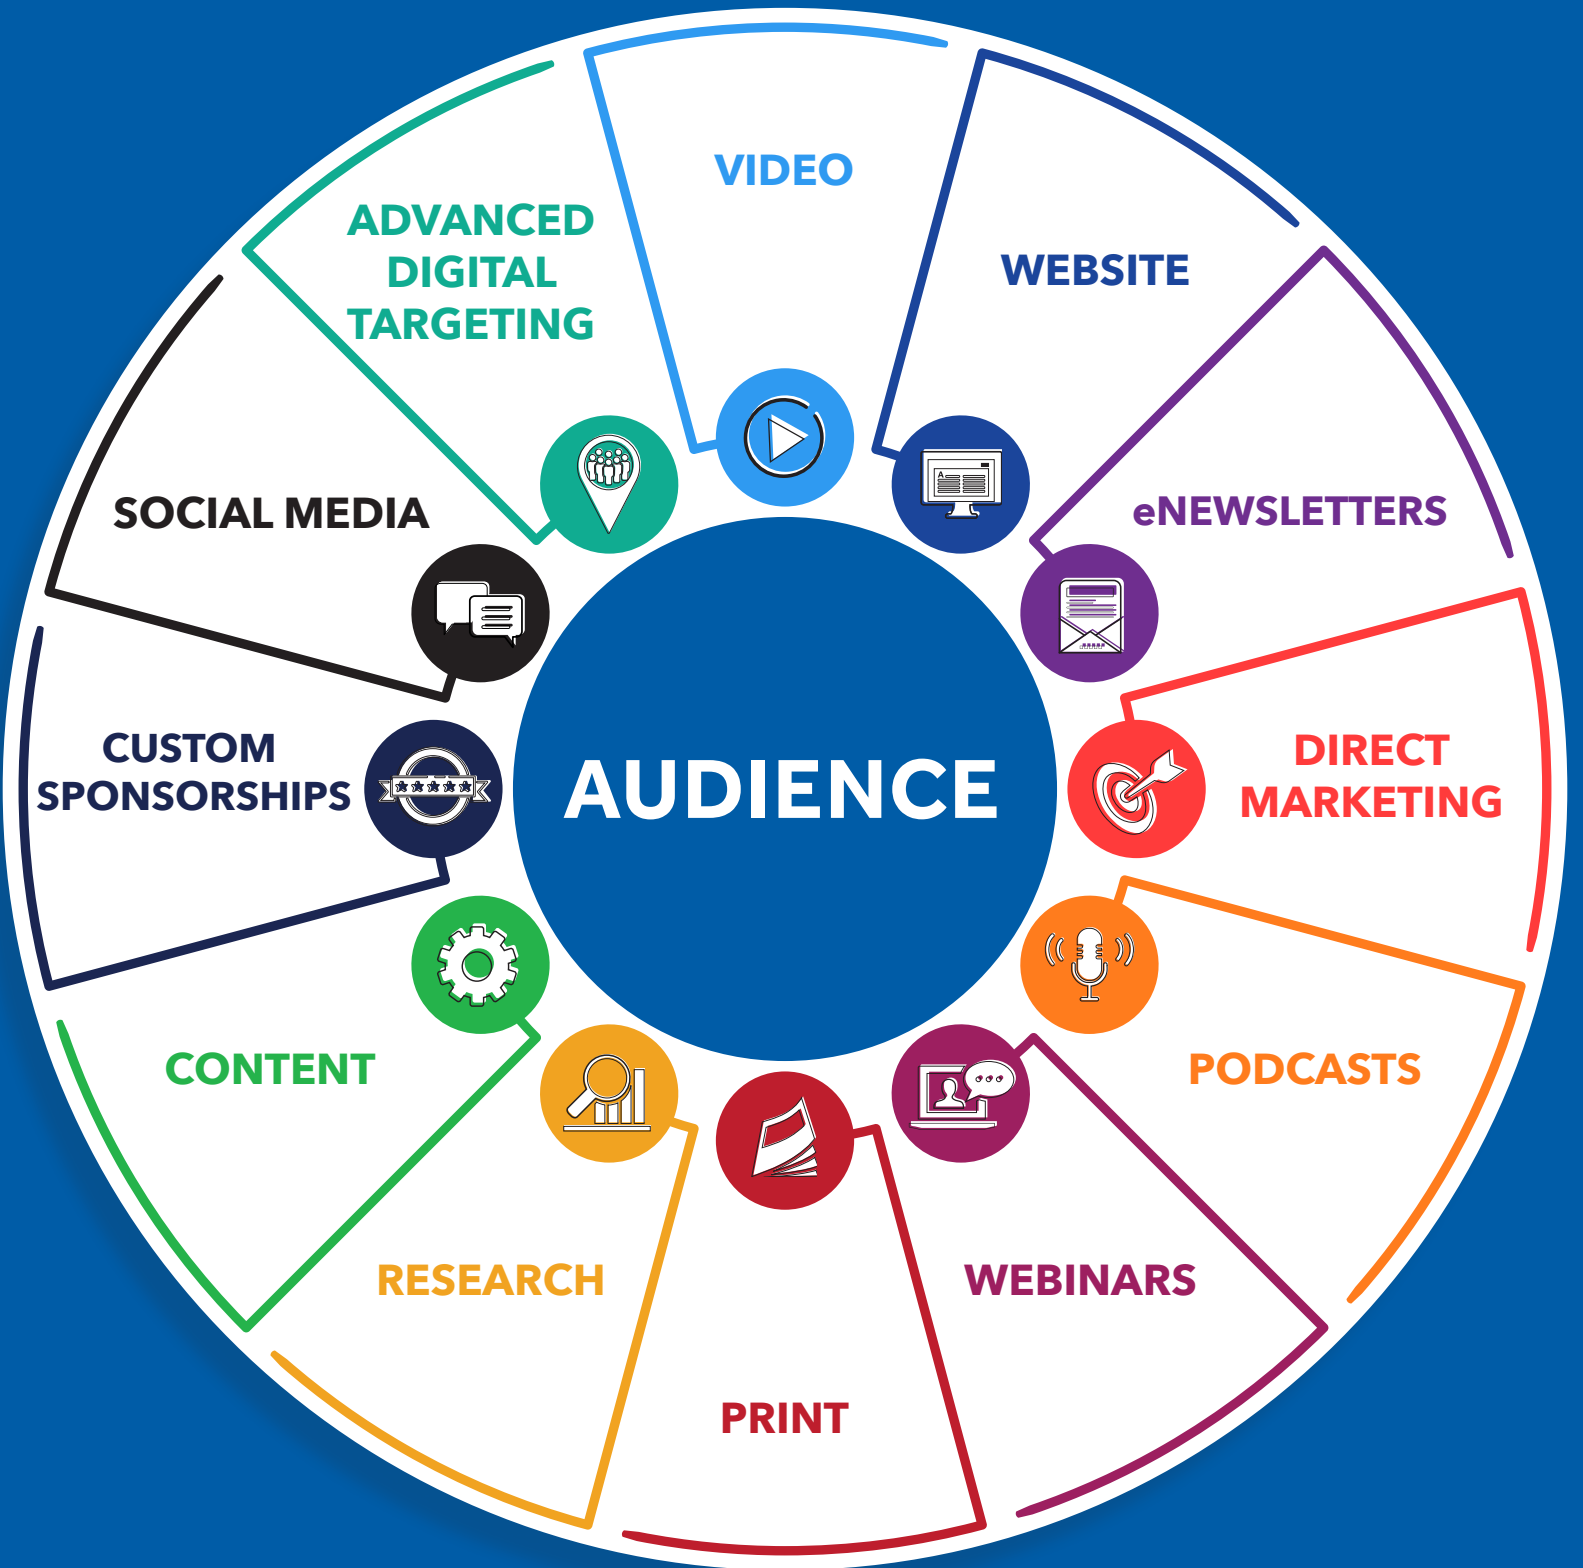 VIDEO
WEBSITE
eNEWSLETTERS
DIRECT
MARKETING
PODCASTS
WEBINARS
PRINT
RESEARCH
CONTENT
CUSTOM
SPONSORSHIPS
SOCIAL MEDIA
ADVANCED
DIGITAL
TARGETING
AUDIENCE
A